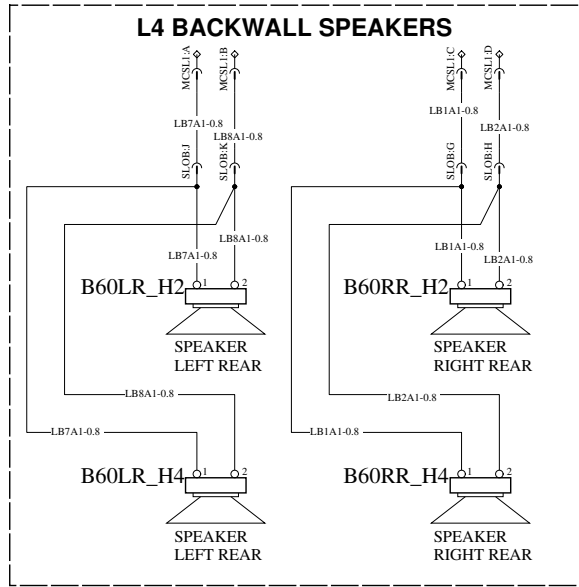 L4 BACKWALL SPEAKERS
MCSL1:A
MCSL1:B
MCSL1:C
MCSL1:D
LB7A1-0.8
LB8A1-0.8
LB1A1-0.8
LB2A1-0.8
SLOB:J
SLOB:K
SLOB:G
SLOB:H
LB8A1-0.8
LB7A1-0.8
LB1A1-0.8
LB2A1-0.8
B60LR_H2
1
2
B60RR_H2
1
2
SPEAKER
LEFT REAR
SPEAKER
RIGHT REAR
LB8A1-0.8
LB2A1-0.8
LB7A1-0.8
LB1A1-0.8
B60LR_H4
1
2
B60RR_H4
1
2
SPEAKER
LEFT REAR
SPEAKER
RIGHT REAR